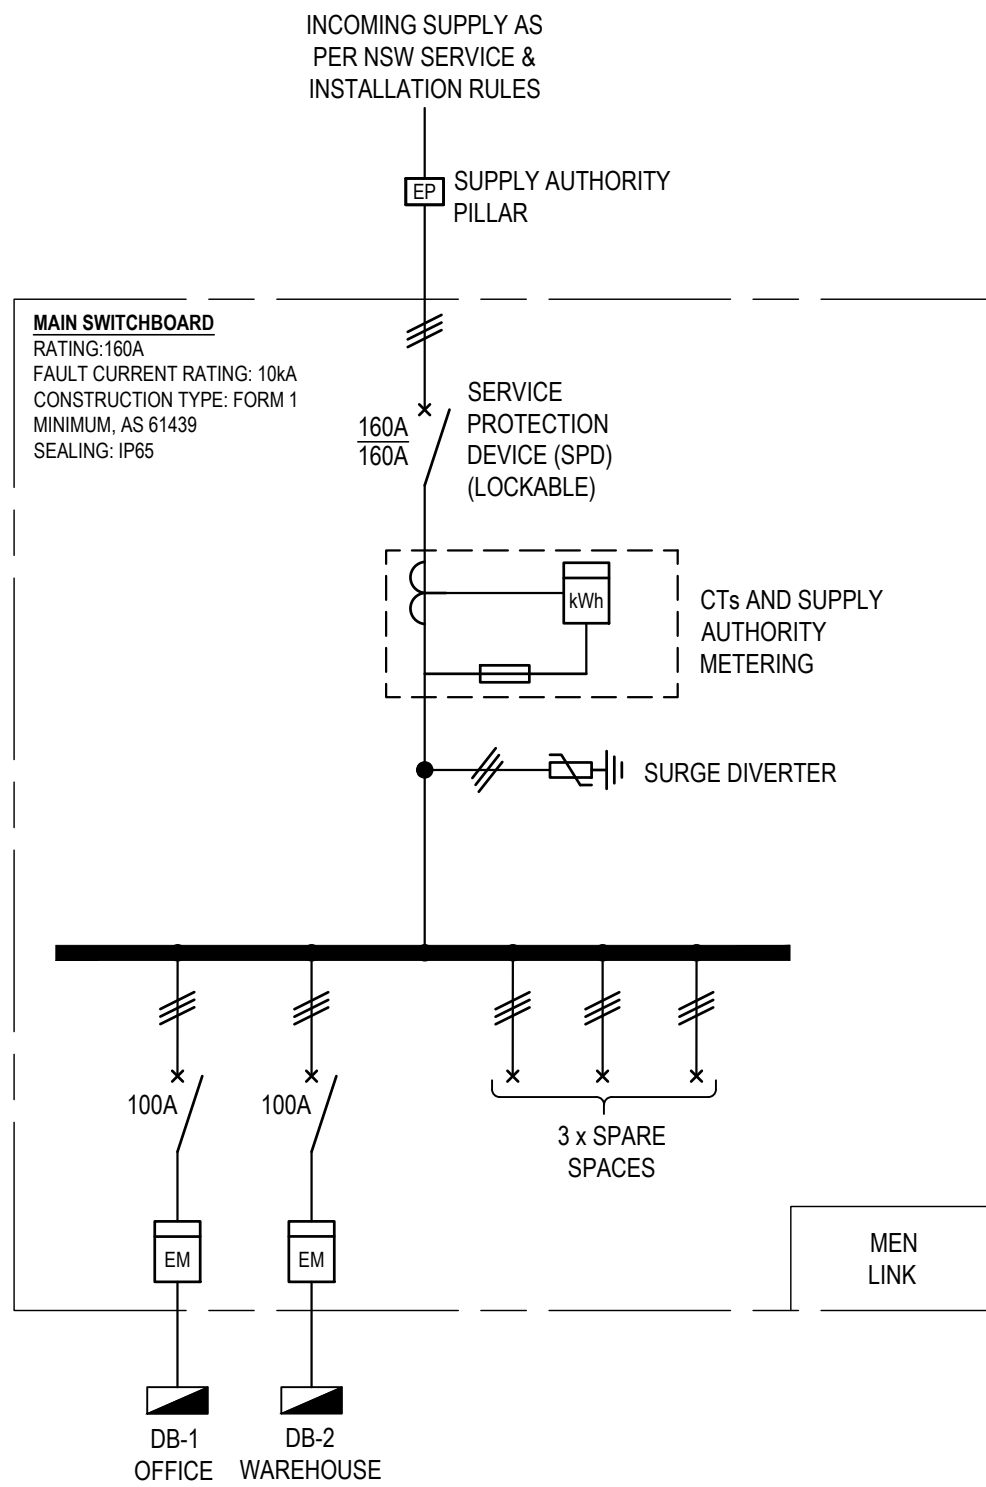 INCOMING SUPPLY AS
PER NSW SERVICE &
INSTALLATION RULES
EP
SUPPLY AUTHORITY
PILLAR
MAIN SWITCHBOARD
RATING:160A
FAULT CURRENT RATING: 10kA
CONSTRUCTION TYPE: FORM 1
MINIMUM, AS 61439
SEALING: IP65
160A
160A
SERVICE
PROTECTION
DEVICE (SPD)
(LOCKABLE)
kWh
CTs AND SUPPLY
AUTHORITY
METERING
SURGE DIVERTER
100A
100A
3 x SPARE
SPACES
EM
EM
MEN
LINK
DB-1
OFFICE
DB-2
WAREHOUSE